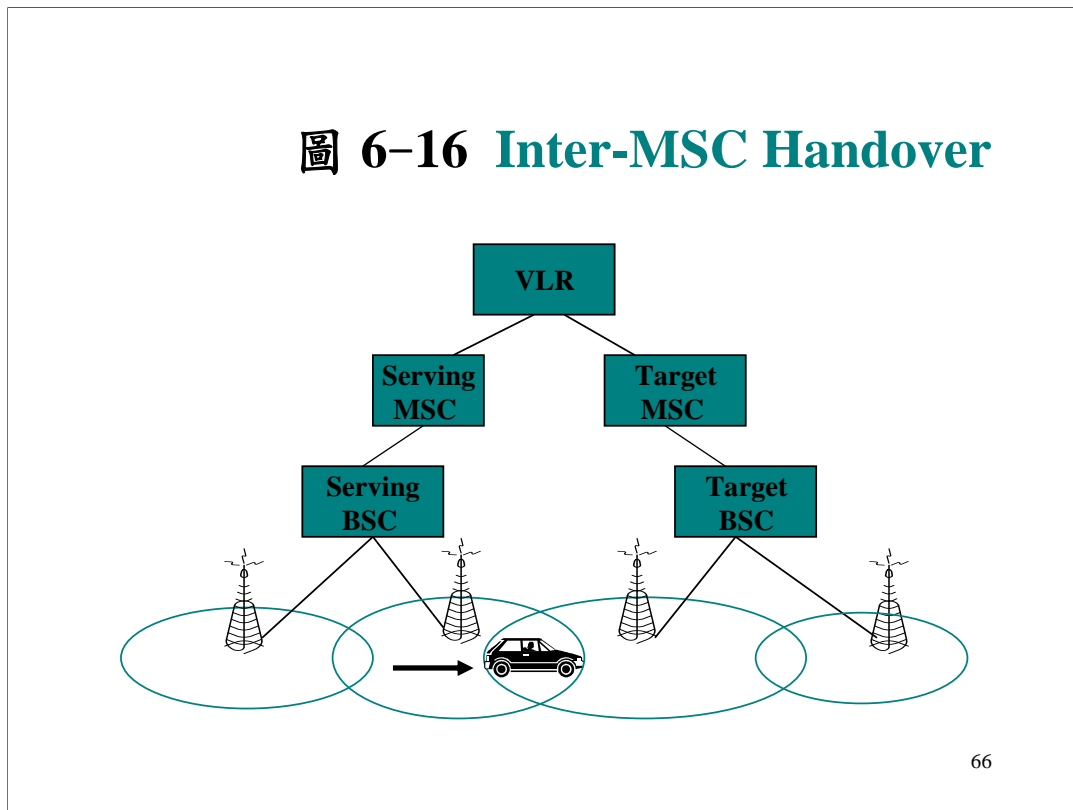 圖 6-16 Inter-MSC Handover
VLR
Serving
MSC
Target
MSC
Serving
BSC
Target
BSC
66